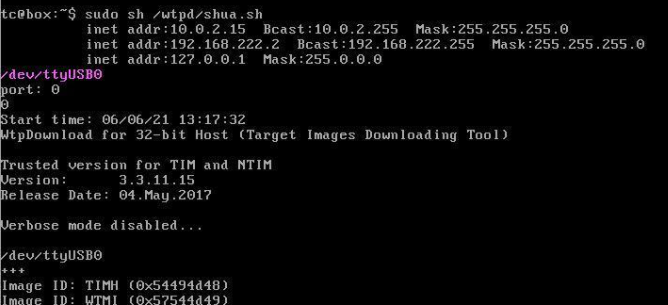 tc@box:~$ sudo sh /wtpd/shua.sh
inet addr:10.0.2.15  Bcast:10.0.2.255  Mask:255.255.255.0
inet addr:192.168.222.2  Bcast:192.168.222.255  Mask:255.255.255.0
inet addr:127.0.0.1  Mask:255.0.0.0
/dev/ttyUSB0
port: 0
0
Start time: 06/06/21 13:17:32
WtpDownload for 32-bit Host (Target Images Downloading Tool)
Trusted version for TIM and NTIM
Version:      3.3.11.15
Release Date: 04.May.2017
Verbose mode disabled...
/dev/ttyUSB0
+++
Image ID: TIMH (0x54494d48)
Image ID: WTMI (0x57544d49)